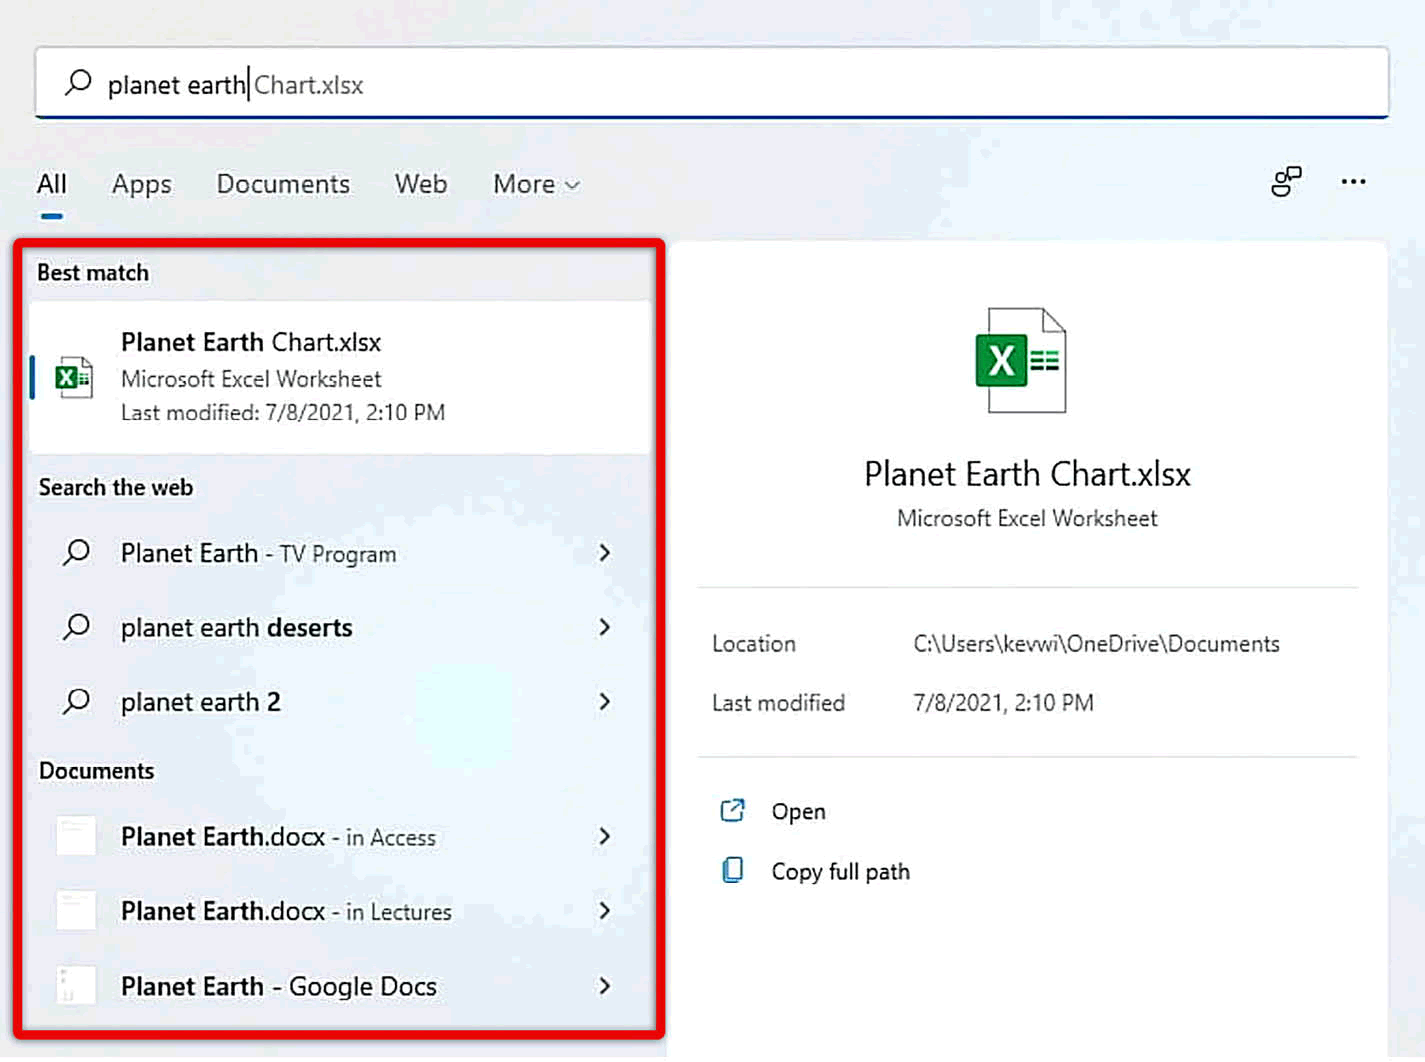 planet earth Chart.xlsx
All Apps Documents Web More
Best match
Planet Earth Chart.xlsx
Microsoft Excel Worksheet
Last modified: 7/8/2021, 2:10 PM
Search the web
Planet Earth - TV Program
planet earth deserts
planet earth 2
Documents
Planet Earth.docx - in Access
Planet Earth.docx - in Lectures
Planet Earth - Google Docs
X
Planet Earth Chart.xlsx
Microsoft Excel Worksheet
Location C:\Users\kevwi\OneDrive\Documents
Last modified 7/8/2021, 2:10 PM
Open
Copy full path